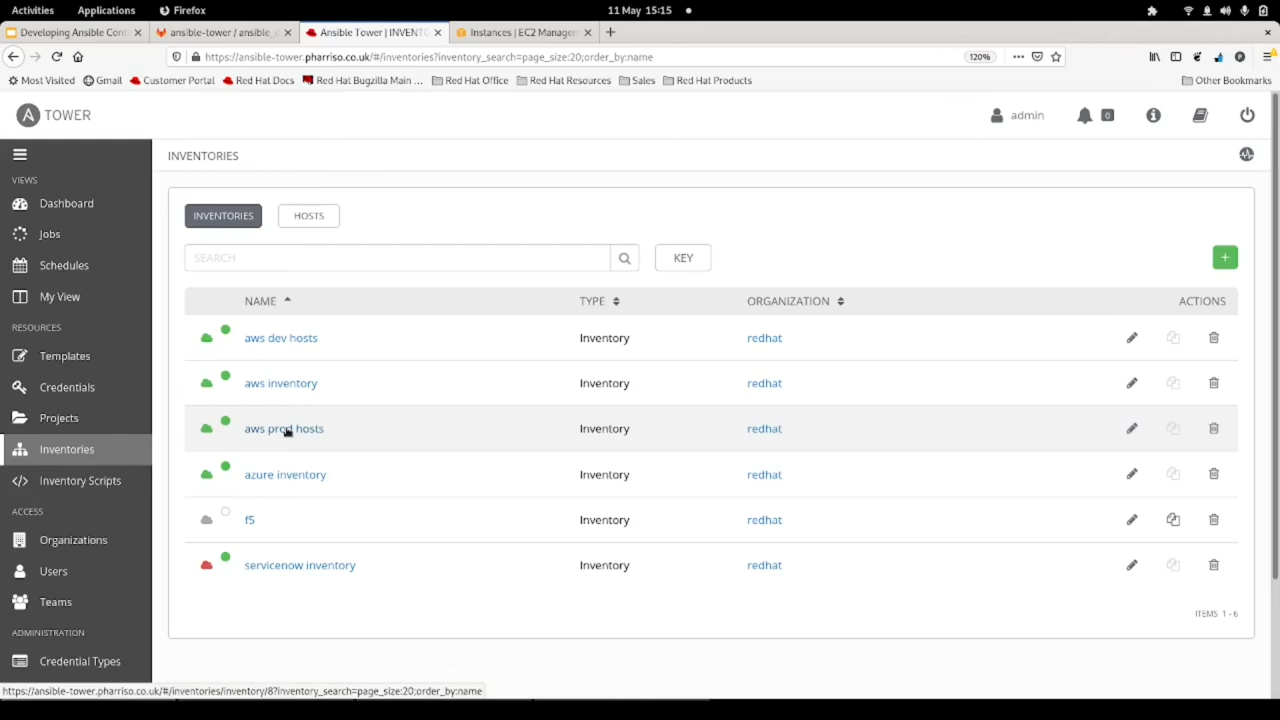 Activities Applications Firefox 11 May 15:15
Developing Ansible Con ansible-tower / ansible_ Ansible Tower | INVENT Instances | EC2 Manager
https://ansible-tower.pharriso.co.uk/#/inventories?inventory_search=page_size:20;order_by:name 120%
Most Visited Gmail Customer Portal Red Hat Docs Red Hat Bugzilla Main ... Red Hat Office Red Hat Resources Sales Red Hat Products Other Bookmarks
A TOWER admin 0
INVENTORIES
VIEWS
Dashboard
Jobs
Schedules
My View
RESOURCES
Templates
Credentials
Projects
Inventories
Inventory Scripts
ACCESS
Organizations
Users
Teams
ADMINISTRATION
Credential Types
INVENTORIES HOSTS
SEARCH KEY +
NAME TYPE ORGANIZATION ACTIONS
aws dev hosts Inventory redhat
aws inventory Inventory redhat
aws prod hosts Inventory redhat
azure inventory Inventory redhat
f5 Inventory redhat
servicenow inventory Inventory redhat
ITEMS 1 - 6
https://ansible-tower.pharriso.co.uk/#/inventories/inventory/8?inventory_search=page_size:20;order_by:name